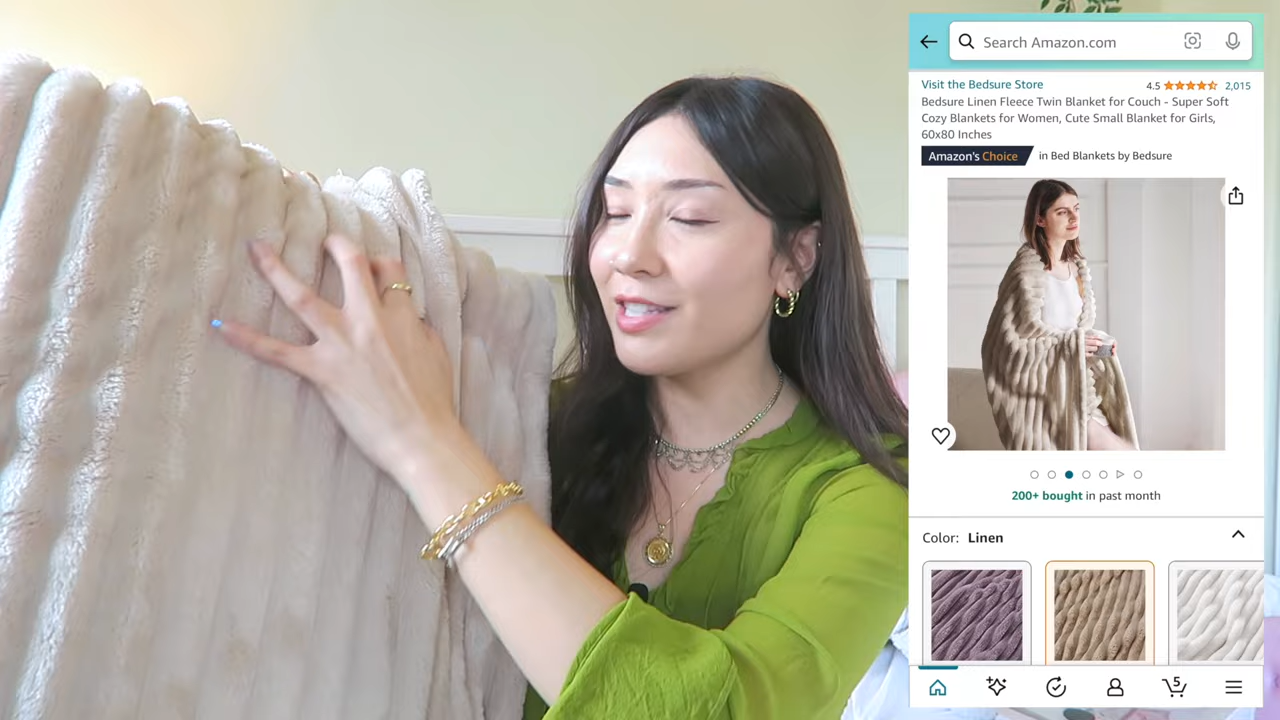 Search Amazon.com
Visit the Bedsure Store
4.5
2,015
Bedsure Linen Fleece Twin Blanket for Couch - Super Soft
Cozy Blankets for Women, Cute Small Blanket for Girls,
60x80 Inches
Amazon's Choice in Bed Blankets by Bedsure
200+ bought in past month
Color: Linen
5